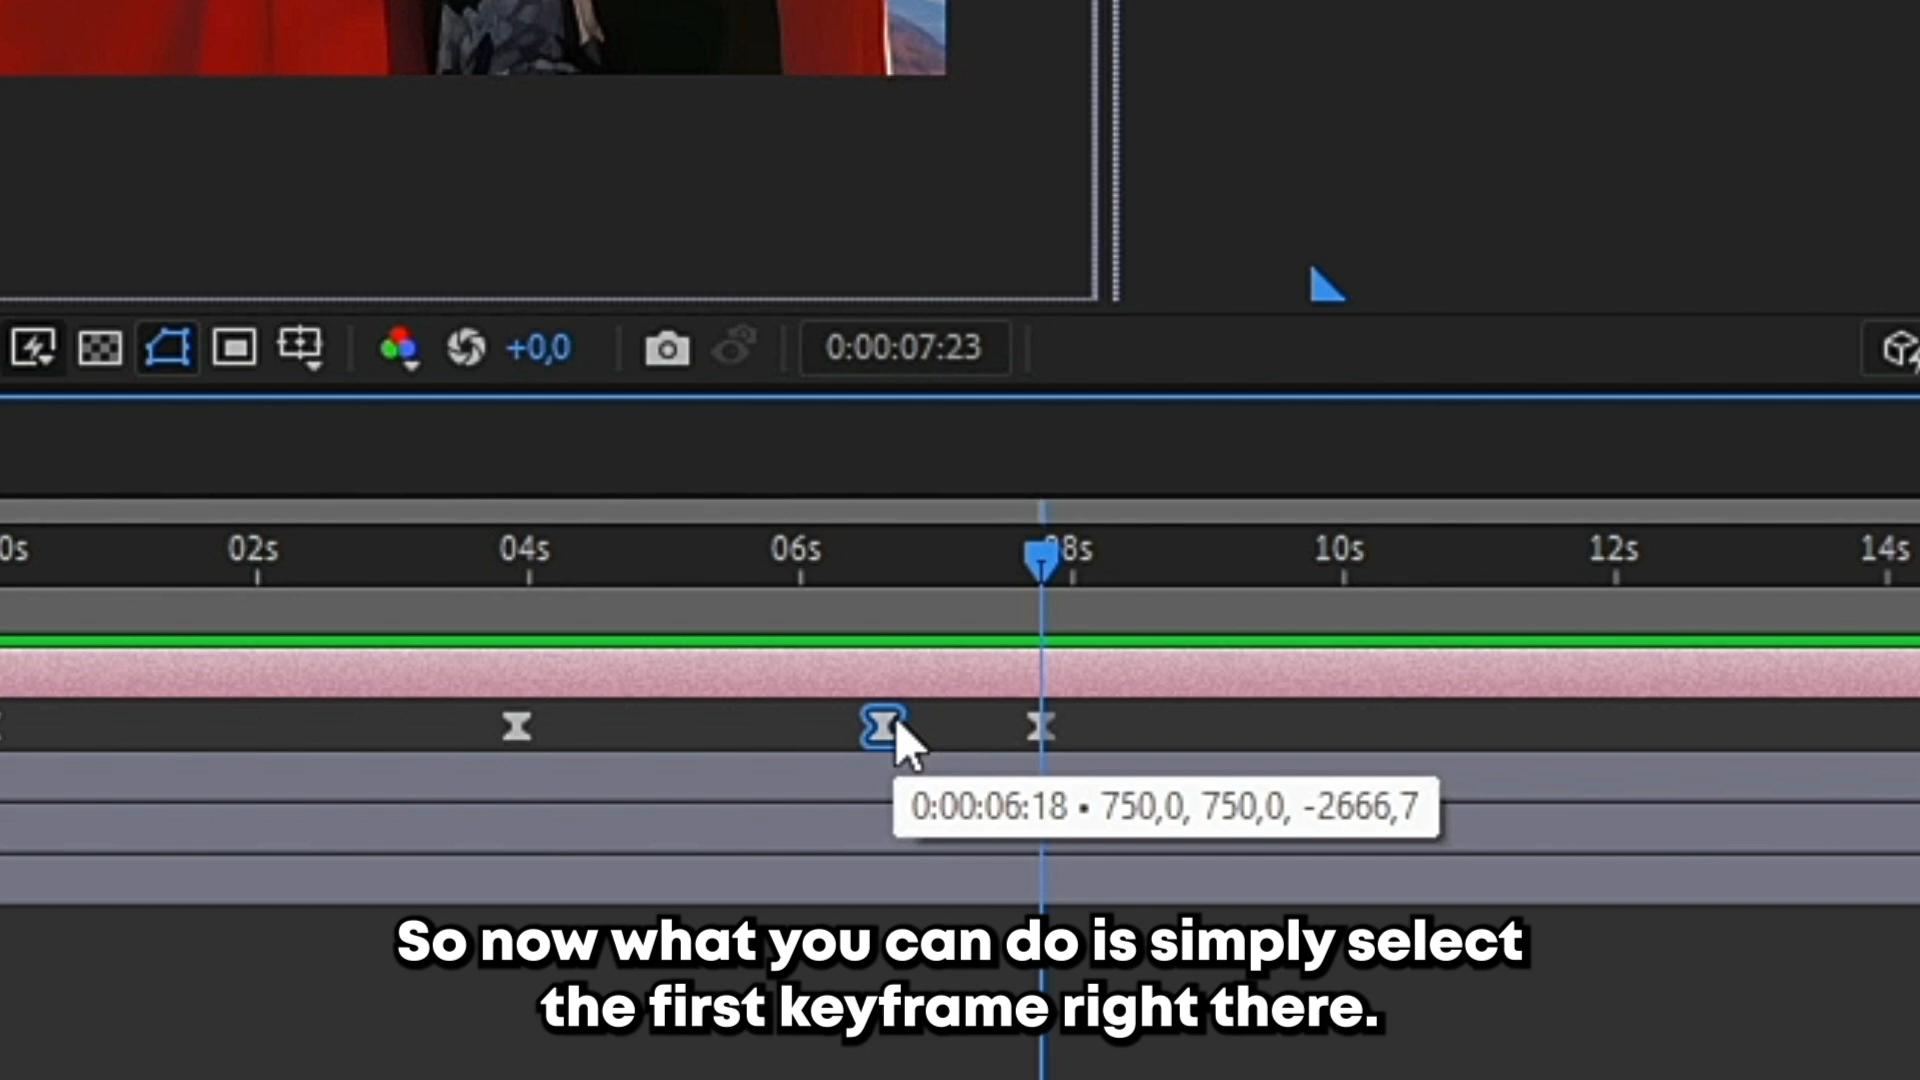 +0,0
0:00:07:23
0s 02s 04s 06s 08s 10s 12s 14s
0:00:06:18 • 750,0, 750,0, -2666,7
So now what you can do is simply select
the first keyframe right there.